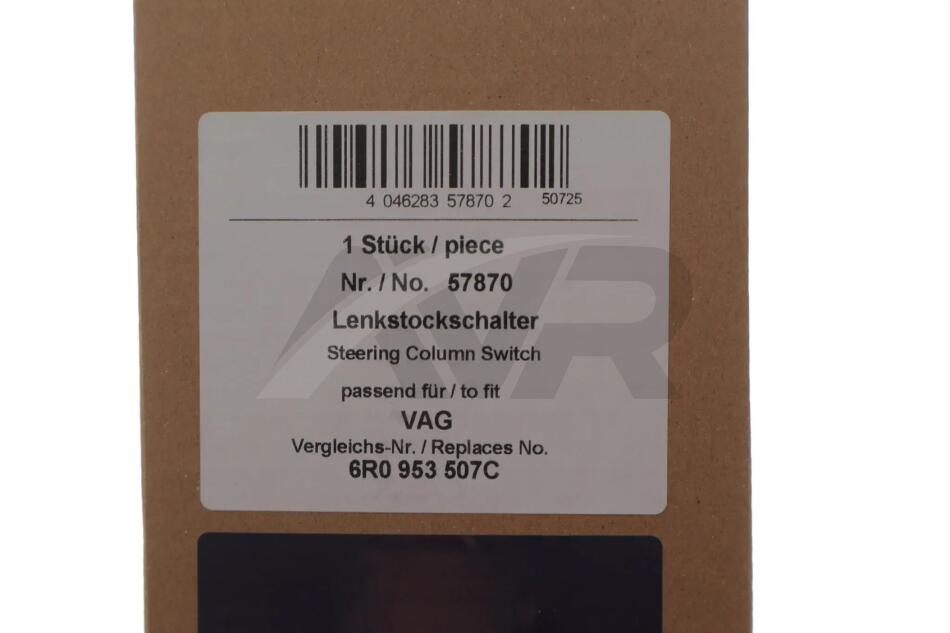 4 046283 57870 2 50725
1 Stück / piece
Nr. / No. 57870
Lenkstockschalter
Steering Column Switch
passend für / to fit
VAG
Vergleichs-Nr. / Replaces No.
6R0 953 507C
AVR